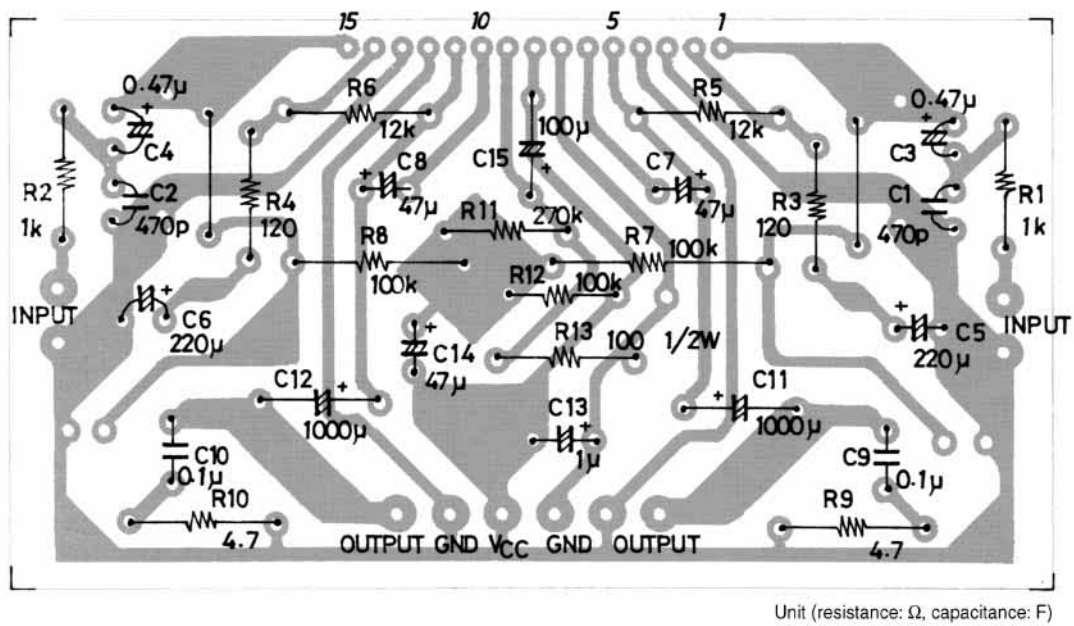 15 10 5 1
0.47μ R6 R5 0.47μ
12k 100μ 12k
C4 C8 C15 C7 C3
R2 C2 R4 47μ R11 270k 47μ R3 C1 R1
1k 470p 120 R8 R7 100k 120 470p 1k
100k R12 100k
INPUT C6 R13 100 1/2W C5 INPUT
220μ C14 220μ
C12 47μ C11
1000μ C13 1000μ
C10 1μ C9
0.1μ 0.1μ
R10 R9
4.7 OUTPUT GND VCC GND OUTPUT 4.7
Unit (resistance: Ω, capacitance: F)